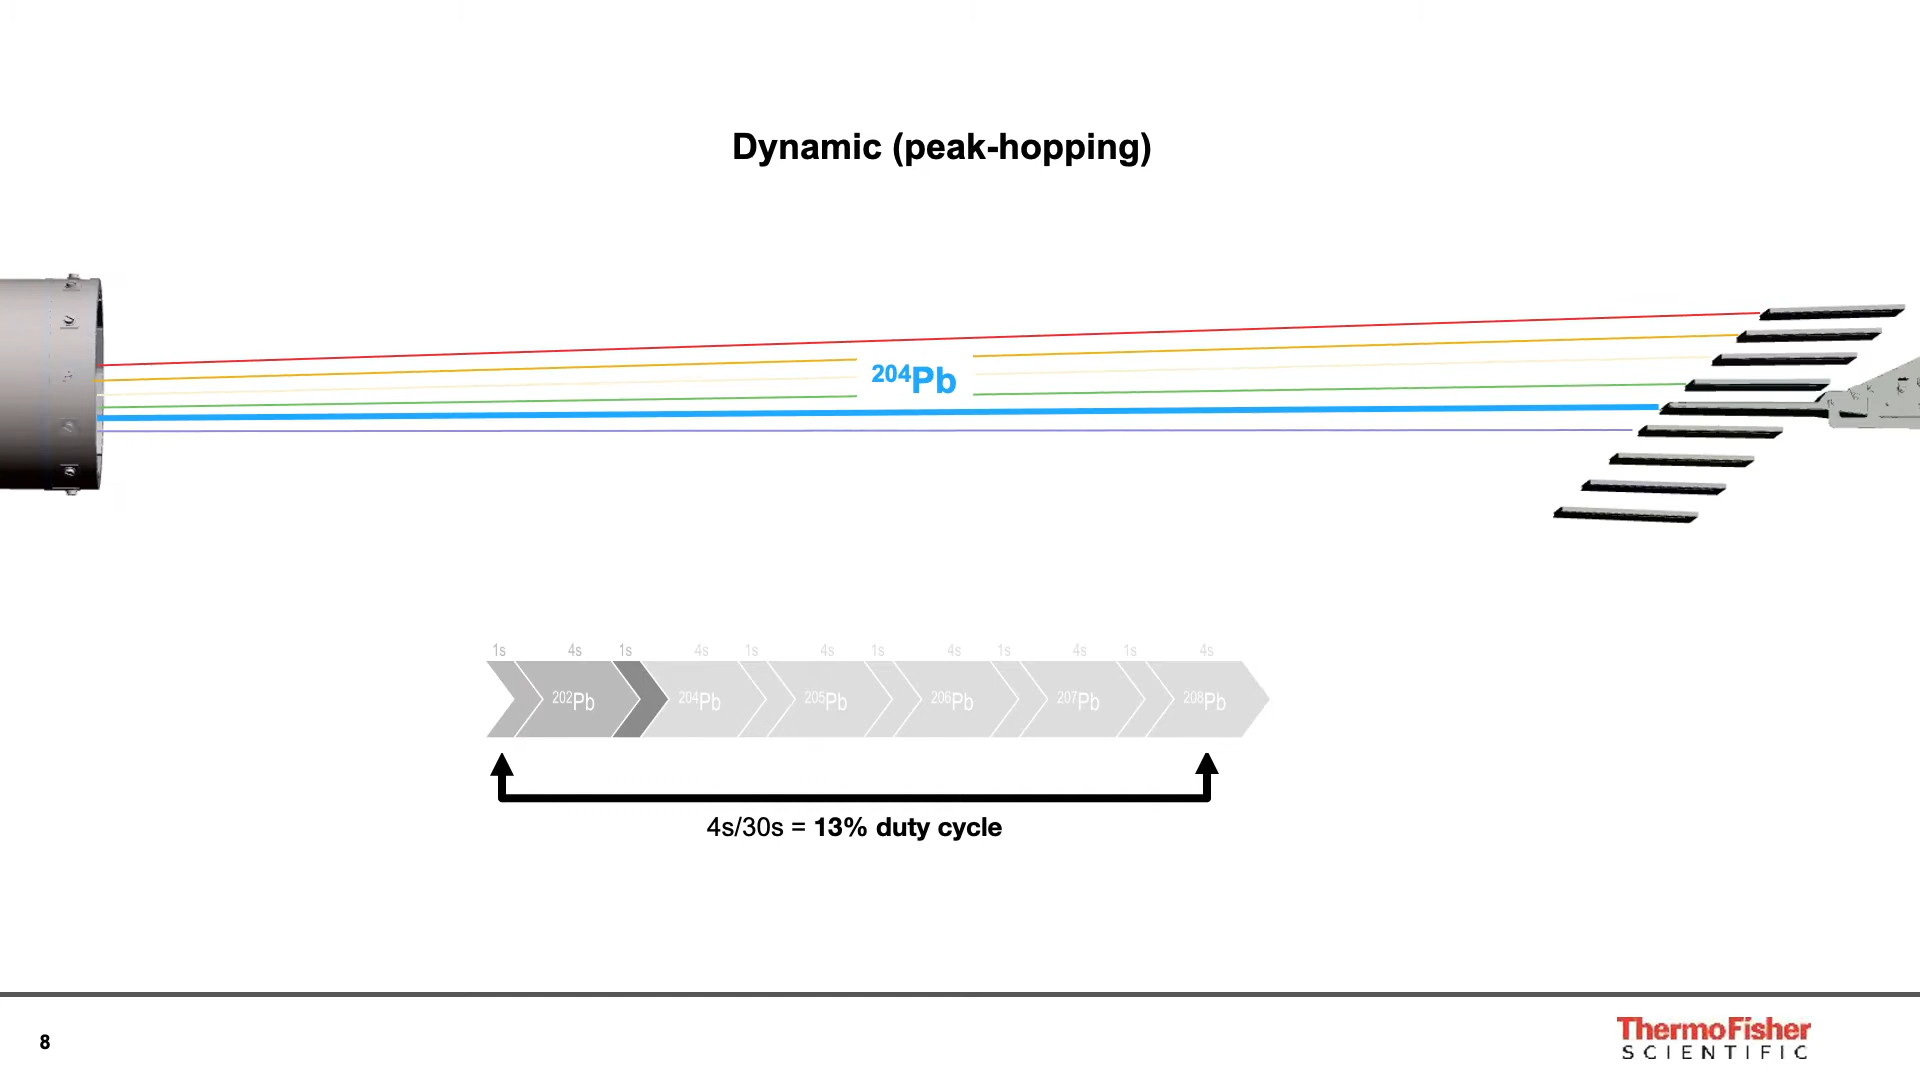 Dynamic (peak-hopping)
204Pb
1s 4s 1s 4s 1s 4s 1s 4s 1s 4s 1s 4s
202Pb 204Pb 205Pb 206Pb 207Pb 208Pb
4s/30s = 13% duty cycle
8
ThermoFisher
SCIENTIFIC